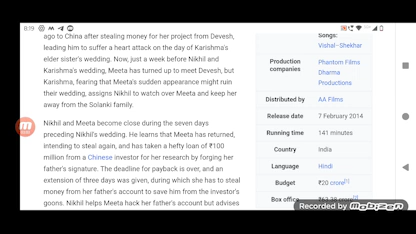 8:19
ago to China after stealing money for her project from Devesh,
leading him to suffer a heart attack on the day of Karishma's
elder sister's wedding. Now, just a week before Nikhil and
Karishma's wedding, Meeta has turned up to meet Devesh, but
Karishma, fearing that Meeta's sudden appearance might ruin
their wedding, assigns Nikhil to watch over Meeta and keep her
away from the Solanki family.
Nikhil and Meeta become close during the seven days
preceding Nikhil's wedding. He learns that Meeta has returned,
intending to steal again, and has taken a hefty loan of ₹100
million from a Chinese investor for her research by forging her
father's signature. The deadline for payback is over, and an
extension of three days was given, during which she has to steal
money from her father's account to save him from the investor's
goons. Nikhil helps Meeta hack her father's account but advises
Songs:
Vishal–Shekhar
Production companies
Phantom Films
Dharma
Productions
Distributed by AA Films
Release date 7 February 2014
Running time 141 minutes
Country India
Language Hindi
Budget ₹20 crore[1]
Box office
Recorded by
mobizen